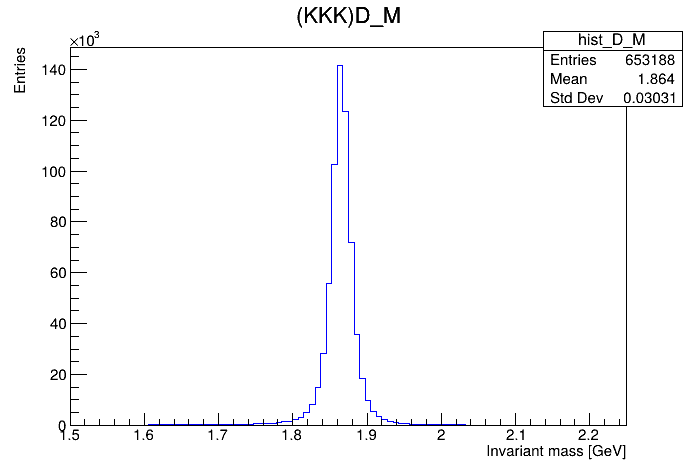 (KKK)D_M
×10³
Entries
hist_D_M
Entries 653188
Mean 1.864
Std Dev 0.03031
140
120
100
80
60
40
20
0
1.5 1.6 1.7 1.8 1.9 2 2.1 2.2
Invariant mass [GeV]